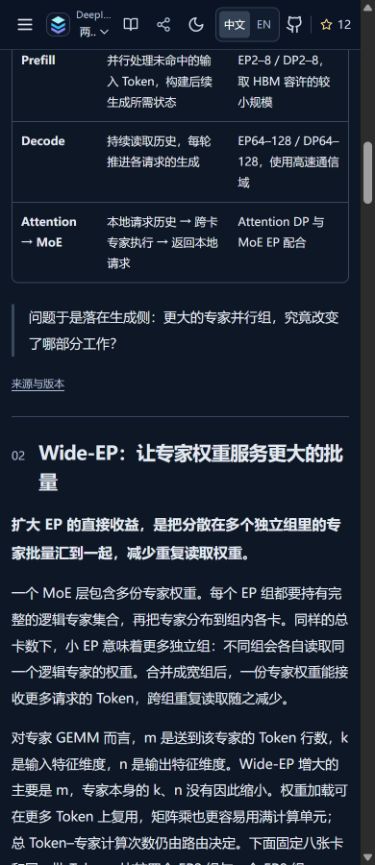 Deepl...
两..
中文 EN
12
Prefill 并行处理未命中的输 EP2–8 / DP2–8，
入 Token，构建后续 取 HBM 容许的较
生成所需状态 小规模
Decode 持续读取历史，每轮 EP64–128 / DP64–
推进各请求的生成 128，使用高速通信
域
Attention 本地请求历史 → 跨卡 Attention DP 与
→ MoE 专家执行 → 返回本地 MoE EP 配合
请求
问题于是落在生成侧：更大的专家并行组，究竟改变
了哪部分工作？
来源与版本
02 Wide-EP：让专家权重服务更大的批
量
扩大 EP 的直接收益，是把分散在多个独立组里的专
家批量汇到一起，减少重复读取权重。
一个 MoE 层包含多份专家权重。每个 EP 组都要持有完
整的逻辑专家集合，再把专家分布到组内各卡。同样的总
卡数下，小 EP 意味着更多独立组：不同组会各自读取同
一个逻辑专家的权重。合并成宽组后，一份专家权重能接
收更多请求的 Token，跨组重复读取随之减少。
对专家 GEMM 而言，m 是送到该专家的 Token 行数，k
是输入特征维度，n 是输出特征维度。Wide-EP 增大的
主要是 m，专家本身的 k、n 没有因此缩小。权重加载可
在更多 Token 上复用，矩阵乘也更容易用满计算单元；
总 Token–专家计算次数仍由路由决定。下面固定八张卡